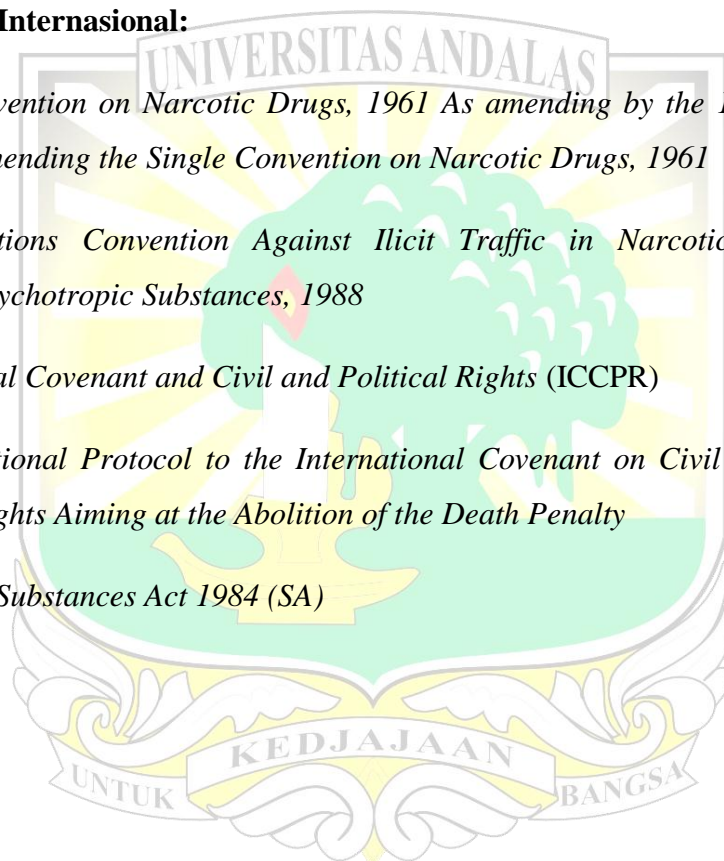 Internasional:
UNIVERSITAS ANDALAS
vention on Narcotic Drugs, 1961 As amending by the
ending the Single Convention on Narcotic Drugs, 1961
tions Convention Against Ilicit Traffic in Narcotic
ychotropic Substances, 1988
al Covenant and Civil and Political Rights (ICCPR)
tional Protocol to the International Covenant on Civil
ghts Aiming at the Abolition of the Death Penalty
Substances Act 1984 (SA)
UNTUK KEDJAJAAN BANGSA